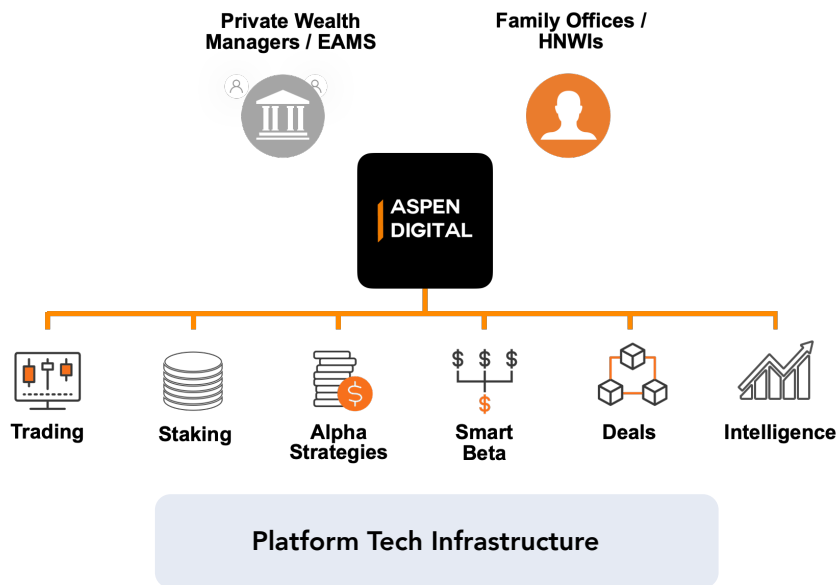 Private Wealth
Managers / EAMS
Family Offices /
HNWIs
ASPEN
DIGITAL
$ $ $
$
$
Trading
Staking
Alpha
Strategies
Smart
Beta
Deals
Intelligence
Platform Tech Infrastructure